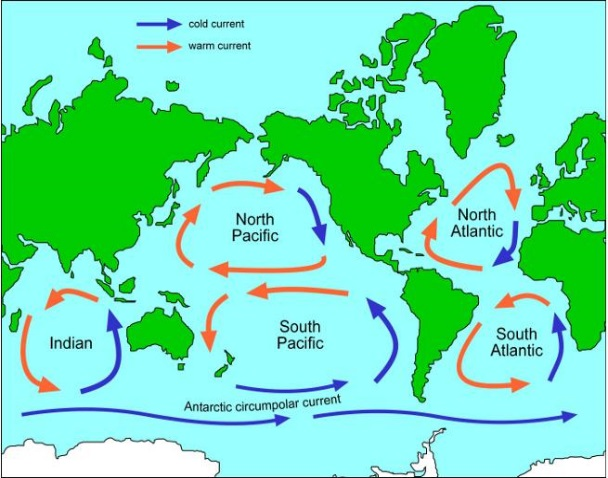 cold current
warm current
North
Pacific
North
Atlantic
Indian
South
Pacific
South
Atlantic
Antarctic circumpolar current